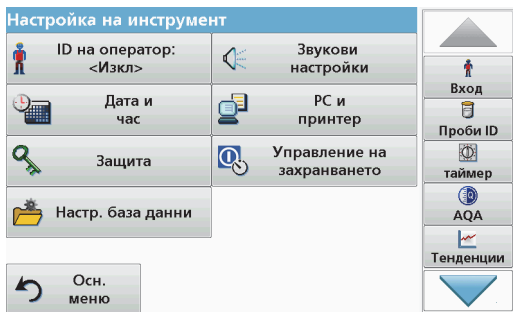 Настройка на инструмент
ID на оператор:
<Изкл>
Звукови
настройки
Дата и
час
PC и
принтер
Защита
Управление на
захранването
Настр. база данни
Осн.
меню
Вход
Проби ID
таймер
AQA
Тенденции